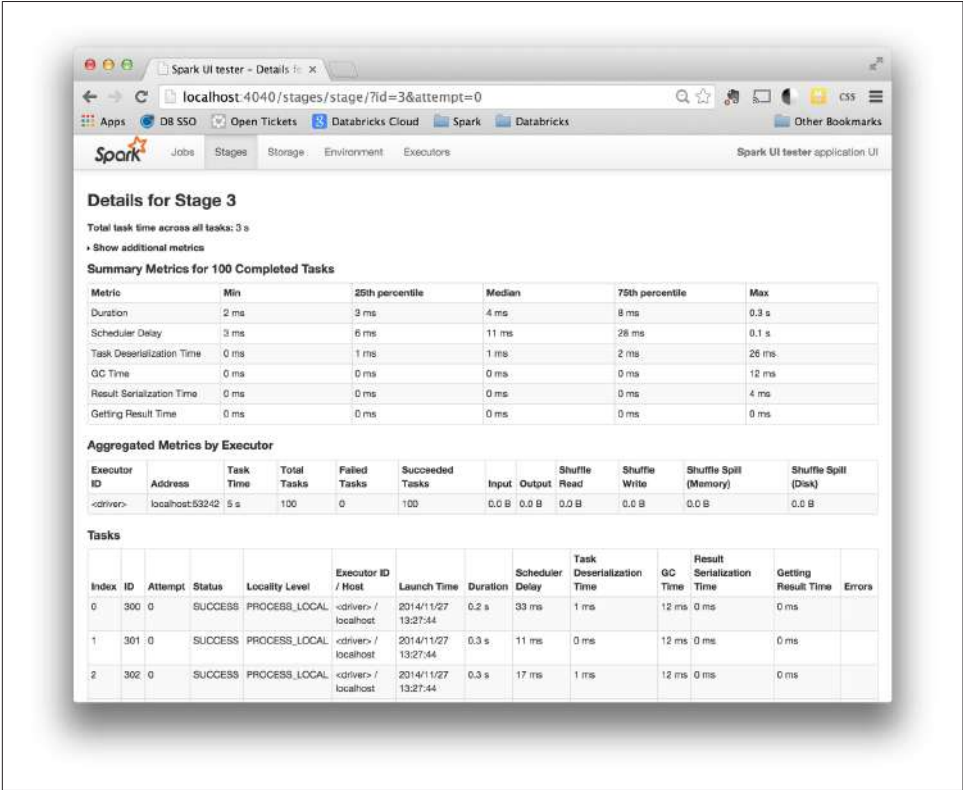 Spark UI tester - Details fo
localhost:4040/stages/stage/?id=3&attempt=0
css
Apps DB SSO Open Tickets Databricks Cloud Spark Databricks Other Bookmarks
Spark Jobs Stages Storage Environment Executors Spark UI tester application UI
Details for Stage 3
Total task time across all tasks: 3 s
Show additional metrics
Summary Metrics for 100 Completed Tasks
Metric Min 25th percentile Median 75th percentile Max
Duration 2 ms 3 ms 4 ms 8 ms 0.3 s
Scheduler Delay 3 ms 6 ms 11 ms 28 ms 0.1 s
Task Deserialization Time 0 ms 1 ms 1 ms 2 ms 26 ms
GC Time 0 ms 0 ms 0 ms 0 ms 12 ms
Result Serialization Time 0 ms 0 ms 0 ms 0 ms 4 ms
Getting Result Time 0 ms 0 ms 0 ms 0 ms 0 ms
Aggregated Metrics by Executor
Executor ID Address Task Time Total Tasks Failed Tasks Succeeded Tasks Input Output Shuffle Read Shuffle Write Shuffle Spill (Memory) Shuffle Spill (Disk)
<driver> localhost:53242 5 s 100 0 100 0.0 B 0.0 B 0.0 B 0.0 B 0.0 B 0.0 B
Tasks
Index ID Attempt Status Locality Level Executor ID / Host Launch Time Duration Scheduler Delay Task Deserialization Time GC Time Result Serialization Time Getting Result Time Errors
0 300 0 SUCCESS PROCESS_LOCAL <driver> / localhost 2014/11/27 13:27:44 0.2 s 33 ms 1 ms 12 ms 0 ms 0 ms
1 301 0 SUCCESS PROCESS_LOCAL <driver> / localhost 2014/11/27 13:27:44 0.3 s 11 ms 0 ms 12 ms 0 ms 0 ms
2 302 0 SUCCESS PROCESS_LOCAL <driver> / localhost 2014/11/27 13:27:44 0.3 s 17 ms 1 ms 12 ms 0 ms 0 ms